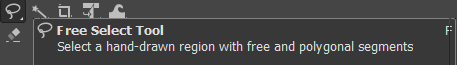 Free Select Tool F
Select a hand-drawn region with free and polygonal segments